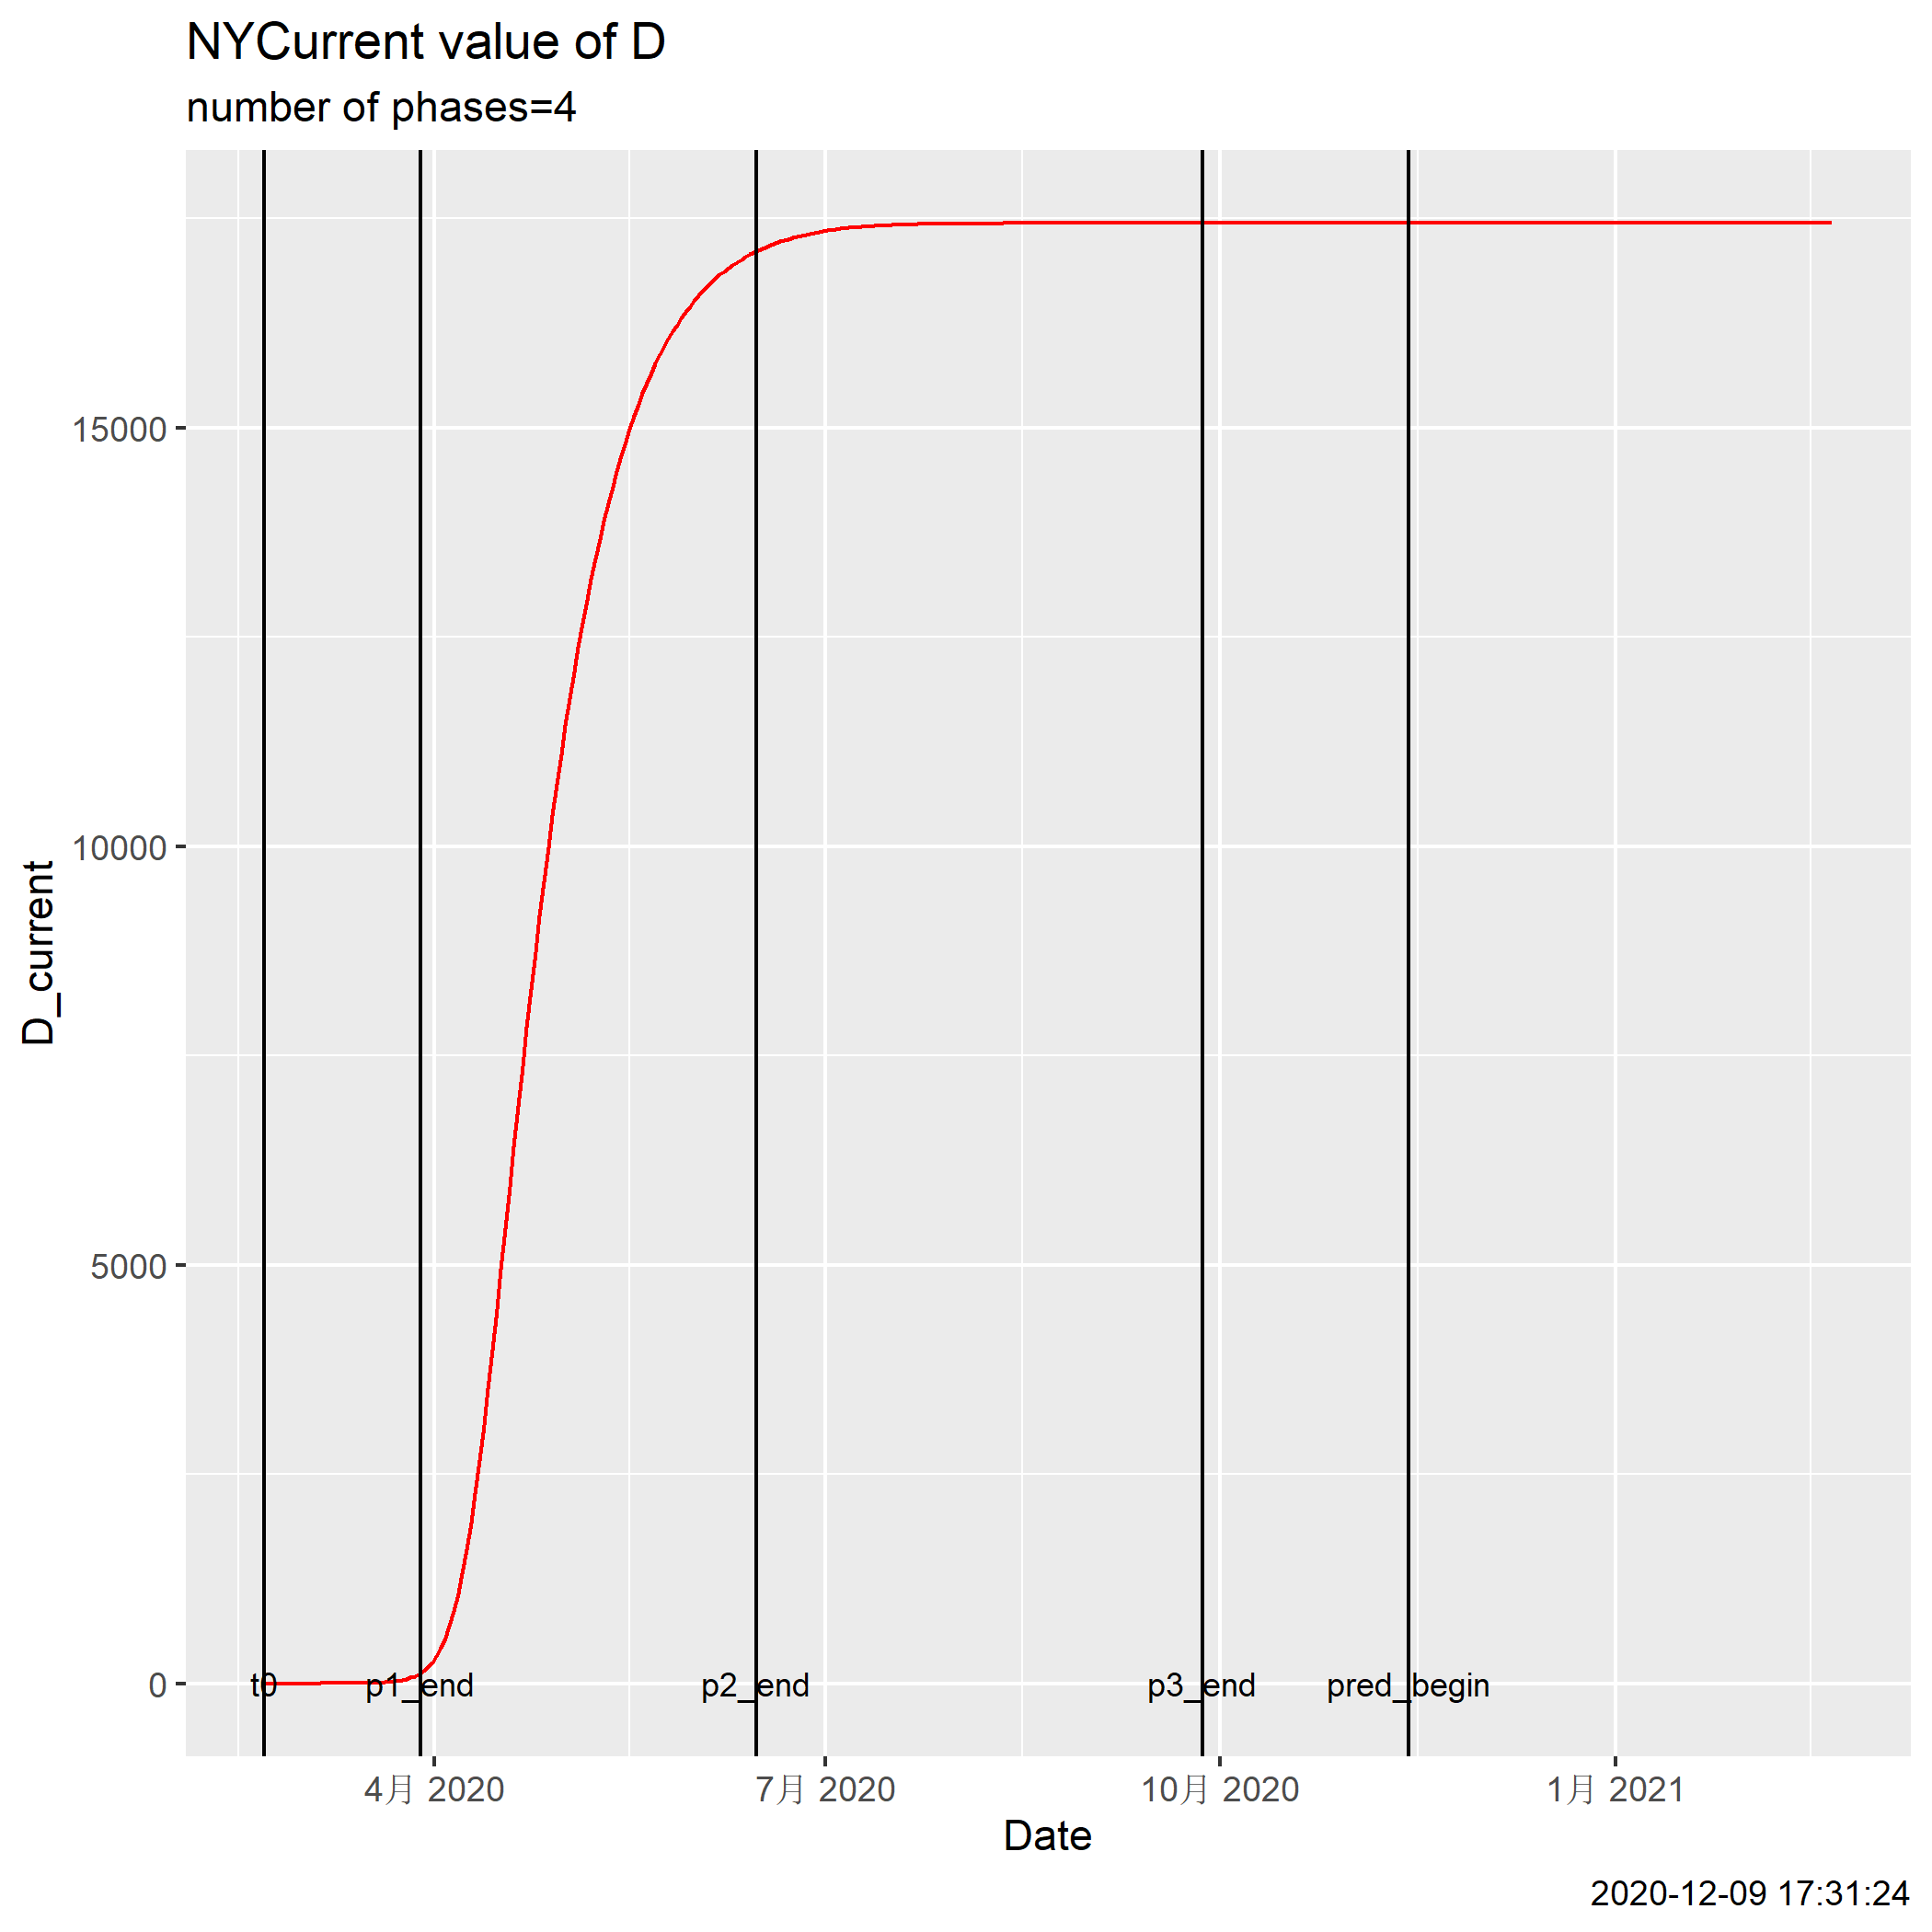 NYCurrent value of D
number of phases=4
D_current
15000
10000
5000
0
t0 p1_end p2_end p3_end pred_begin
4月 2020 7月 2020 10月 2020 1月 2021
Date
2020-12-09 17:31:24